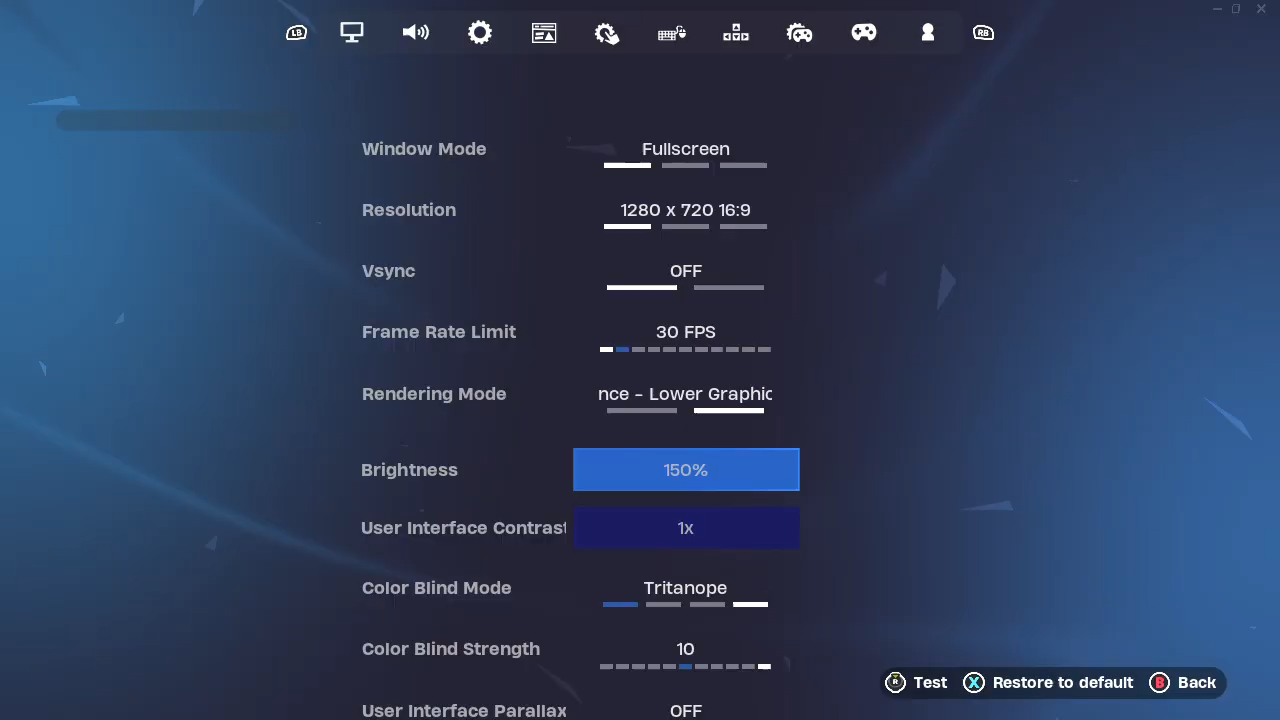 LB RB
Window Mode Fullscreen
Resolution 1280 x 720 16:9
Vsync OFF
Frame Rate Limit 30 FPS
Rendering Mode nce - Lower Graphic
Brightness 150%
User Interface Contrast 1x
Color Blind Mode Tritanope
Color Blind Strength 10
User Interface Parallax OFF
R Test X Restore to default B Back